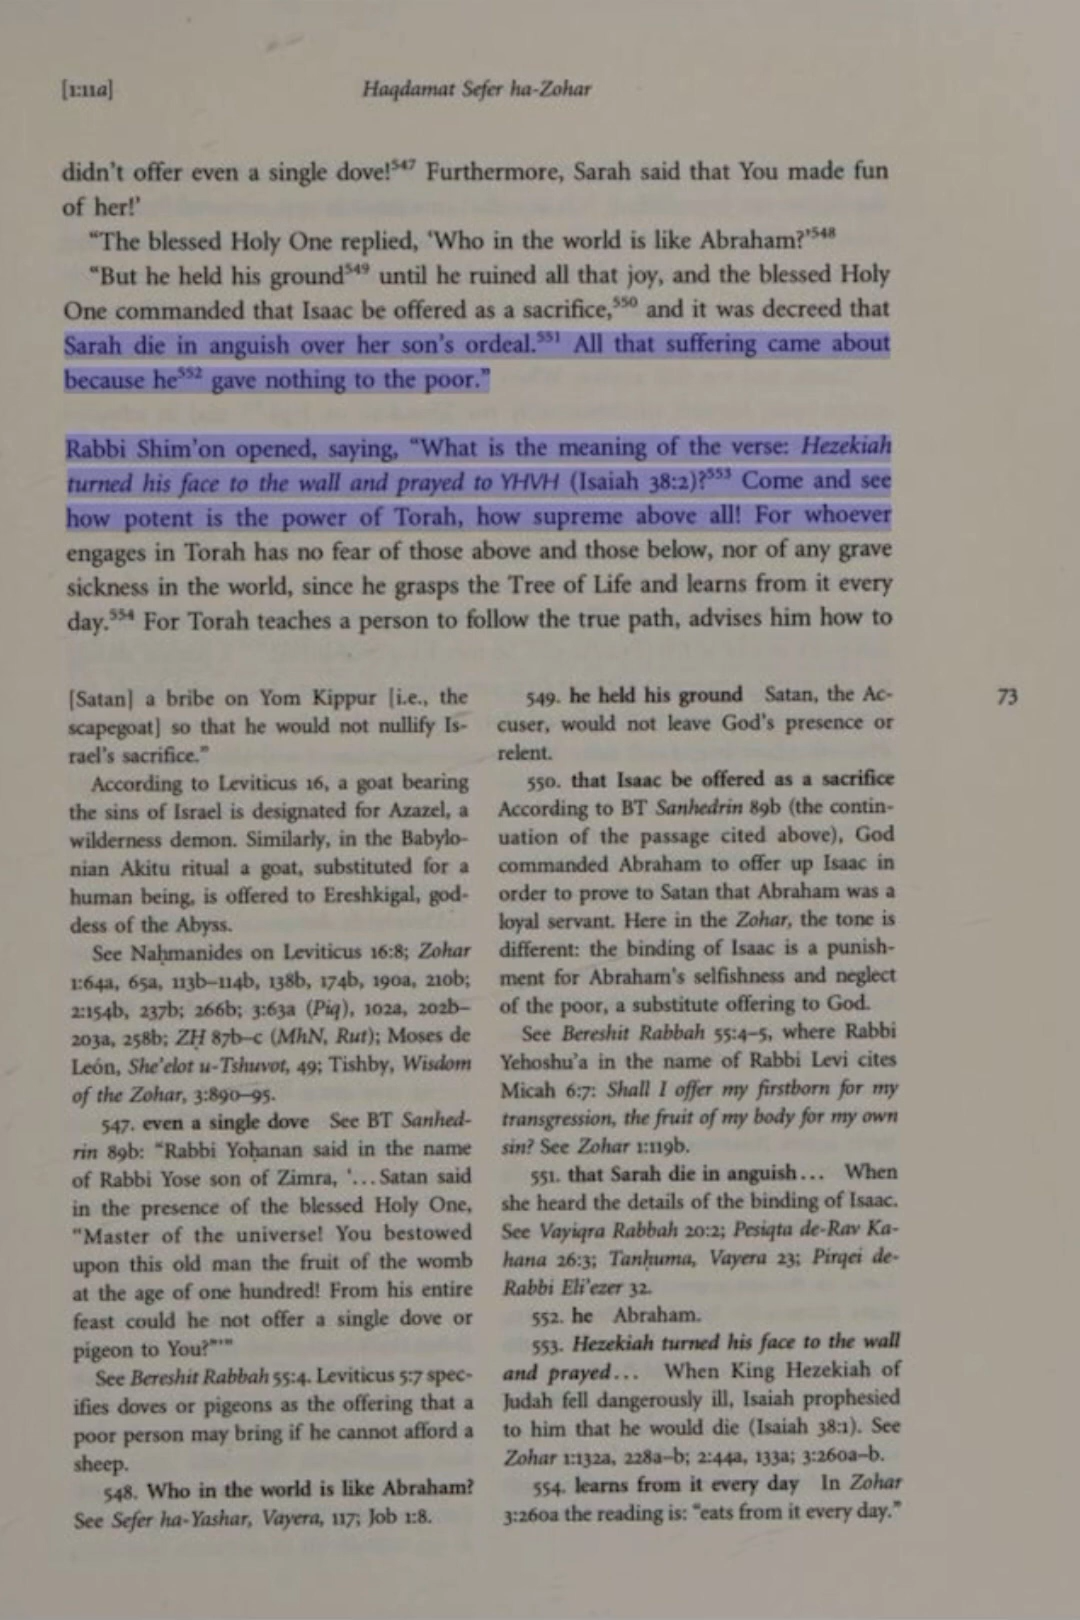 [1:11a] Haqdamat Sefer ha-Zohar
didn't offer even a single dove!⁵⁴⁷ Furthermore, Sarah said that You made fun
of her!'
"The blessed Holy One replied, 'Who in the world is like Abraham?'⁵⁴⁸
"But he held his ground⁵⁴⁹ until he ruined all that joy, and the blessed Holy
One commanded that Isaac be offered as a sacrifice,⁵⁵⁰ and it was decreed that
Sarah die in anguish over her son's ordeal.⁵⁵¹ All that suffering came about
because he⁵⁵² gave nothing to the poor."
Rabbi Shim'on opened, saying, "What is the meaning of the verse: Hezekiah
turned his face to the wall and prayed to YHVH (Isaiah 38:2)?⁵⁵³ Come and see
how potent is the power of Torah, how supreme above all! For whoever
engages in Torah has no fear of those above and those below, nor of any grave
sickness in the world, since he grasps the Tree of Life and learns from it every
day.⁵⁵⁴ For Torah teaches a person to follow the true path, advises him how to
[Satan] a bribe on Yom Kippur [i.e., the
scapegoat] so that he would not nullify Is-
rael's sacrifice."
According to Leviticus 16, a goat bearing
the sins of Israel is designated for Azazel, a
wilderness demon. Similarly, in the Babylo-
nian Akitu ritual a goat, substituted for a
human being, is offered to Ereshkigal, god-
dess of the Abyss.
See Naḥmanides on Leviticus 16:8; Zohar
1:64a, 65a, 113b–114b, 138b, 174b, 190a, 210b;
2:154b, 237b; 266b; 3:63a (Piq), 102a, 202b–
203a, 258b; ZḤ 87b–c (MhN, Rut); Moses de
León, She'elot u-Tshuvot, 49; Tishby, Wisdom
of the Zohar, 3:890–95.
547. even a single dove See BT Sanhed-
rin 89b: "Rabbi Yoḥanan said in the name
of Rabbi Yose son of Zimra, '... Satan said
in the presence of the blessed Holy One,
"Master of the universe! You bestowed
upon this old man the fruit of the womb
at the age of one hundred! From his entire
feast could he not offer a single dove or
pigeon to You?"'"
See Bereshit Rabbah 55:4. Leviticus 5:7 spec-
ifies doves or pigeons as the offering that a
poor person may bring if he cannot afford a
sheep.
548. Who in the world is like Abraham?
See Sefer ha-Yashar, Vayera, 117; Job 1:8.
549. he held his ground Satan, the Ac-
cuser, would not leave God's presence or
relent.
550. that Isaac be offered as a sacrifice
According to BT Sanhedrin 89b (the contin-
uation of the passage cited above), God
commanded Abraham to offer up Isaac in
order to prove to Satan that Abraham was a
loyal servant. Here in the Zohar, the tone is
different: the binding of Isaac is a punish-
ment for Abraham's selfishness and neglect
of the poor, a substitute offering to God.
See Bereshit Rabbah 55:4–5, where Rabbi
Yehoshu'a in the name of Rabbi Levi cites
Micah 6:7: Shall I offer my firstborn for my
transgression, the fruit of my body for my own
sin? See Zohar 1:119b.
551. that Sarah die in anguish... When
she heard the details of the binding of Isaac.
See Vayiqra Rabbah 20:2; Pesiqta de-Rav Ka-
hana 26:3; Tanḥuma, Vayera 23; Pirqei de-
Rabbi Eli'ezer 32.
552. he Abraham.
553. Hezekiah turned his face to the wall
and prayed... When King Hezekiah of
Judah fell dangerously ill, Isaiah prophesied
to him that he would die (Isaiah 38:1). See
Zohar 1:132a, 228a–b; 2:44a, 133a; 3:260a–b.
554. learns from it every day In Zohar
3:260a the reading is: "eats from it every day."
73